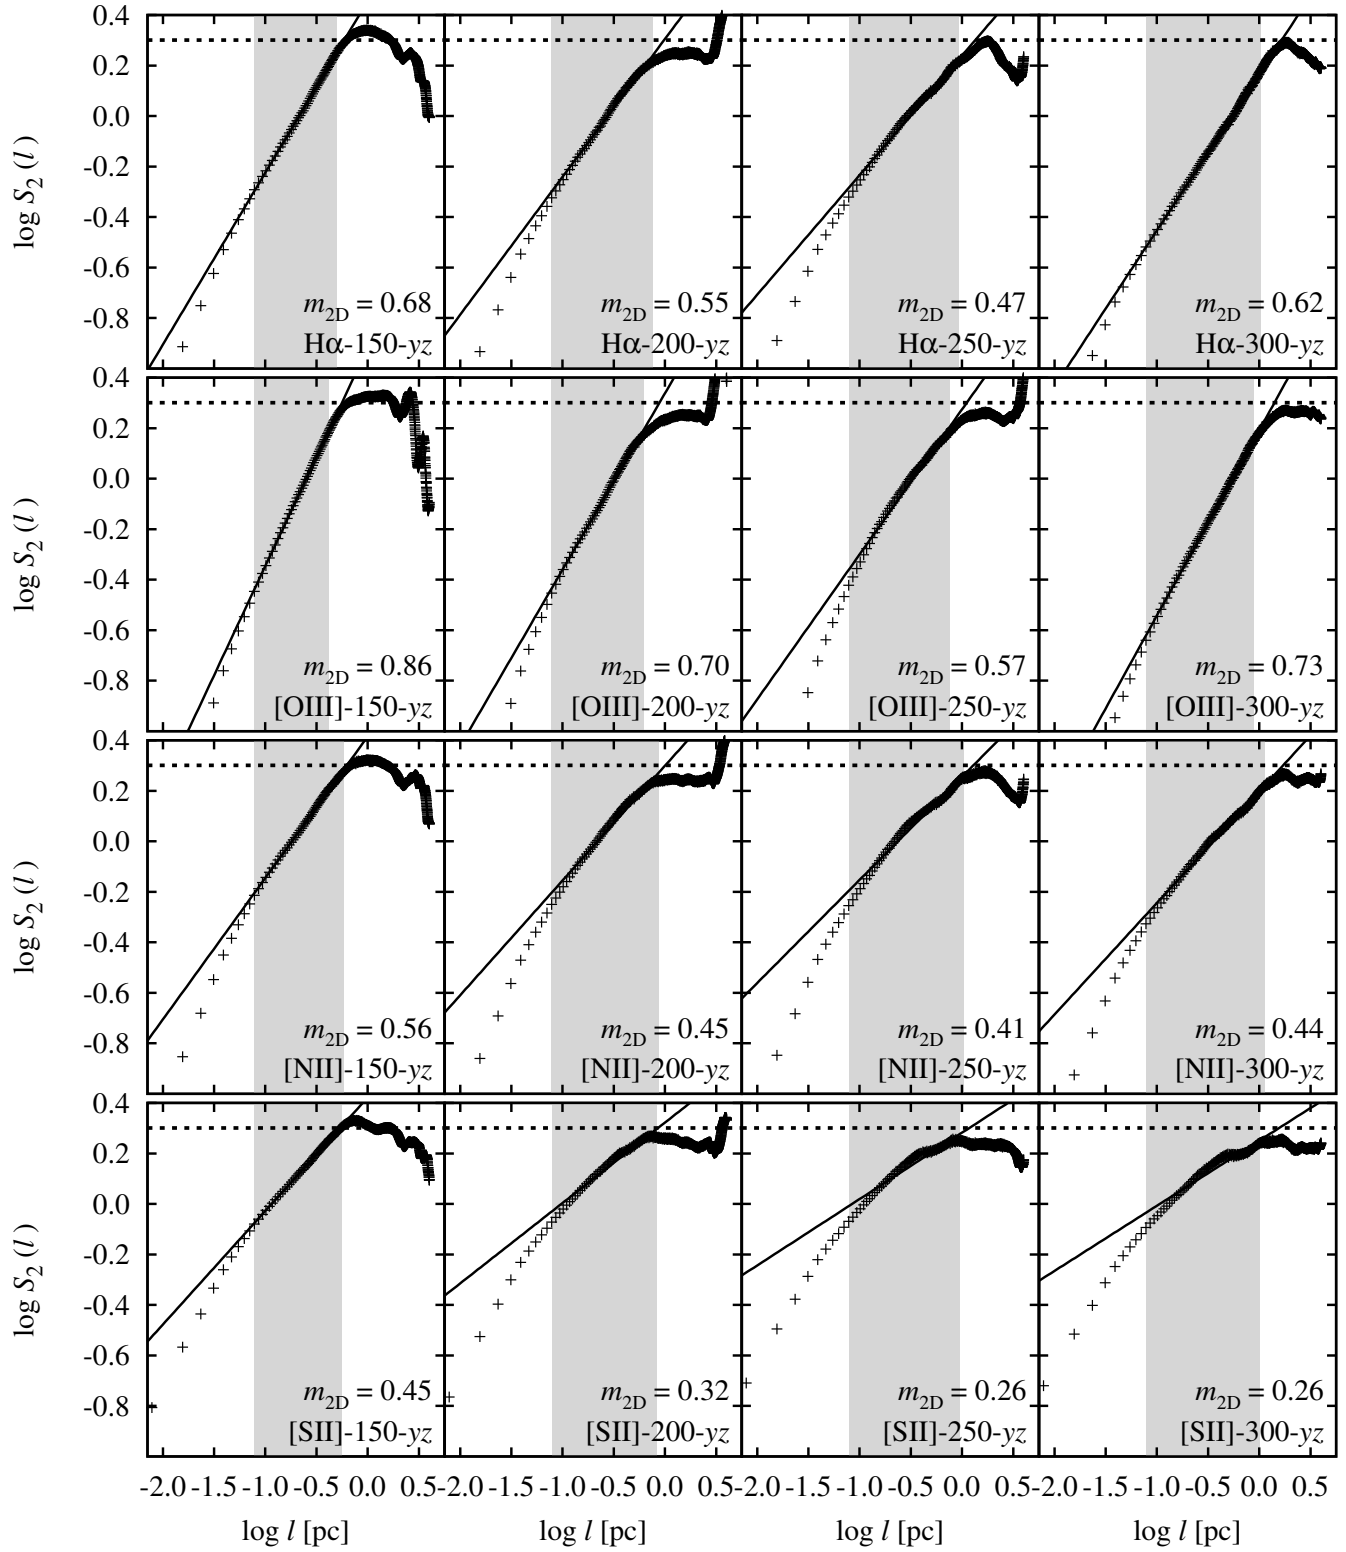 0.4
0.2
0.0
-0.2
-0.4
-0.6
-0.8
log S2 (l)
m2D = 0.68
Hα-150-yz
m2D = 0.55
Hα-200-yz
m2D = 0.47
Hα-250-yz
m2D = 0.62
Hα-300-yz
0.4
0.2
0.0
-0.2
-0.4
-0.6
-0.8
log S2 (l)
m2D = 0.86
[OIII]-150-yz
m2D = 0.70
[OIII]-200-yz
m2D = 0.57
[OIII]-250-yz
m2D = 0.73
[OIII]-300-yz
0.4
0.2
0.0
-0.2
-0.4
-0.6
-0.8
log S2 (l)
m2D = 0.56
[NII]-150-yz
m2D = 0.45
[NII]-200-yz
m2D = 0.41
[NII]-250-yz
m2D = 0.44
[NII]-300-yz
0.4
0.2
0.0
-0.2
-0.4
-0.6
-0.8
log S2 (l)
m2D = 0.45
[SII]-150-yz
m2D = 0.32
[SII]-200-yz
m2D = 0.26
[SII]-250-yz
m2D = 0.26
[SII]-300-yz
-2.0 -1.5 -1.0 -0.5 0.0 0.5 -2.0 -1.5 -1.0 -0.5 0.0 0.5 -2.0 -1.5 -1.0 -0.5 0.0 0.5 -2.0 -1.5 -1.0 -0.5 0.0 0.5
log l [pc] log l [pc] log l [pc] log l [pc]